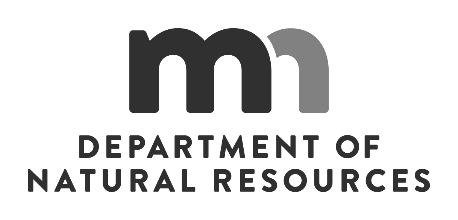 mn
DEPARTMENT OF
NATURAL RESOURCES